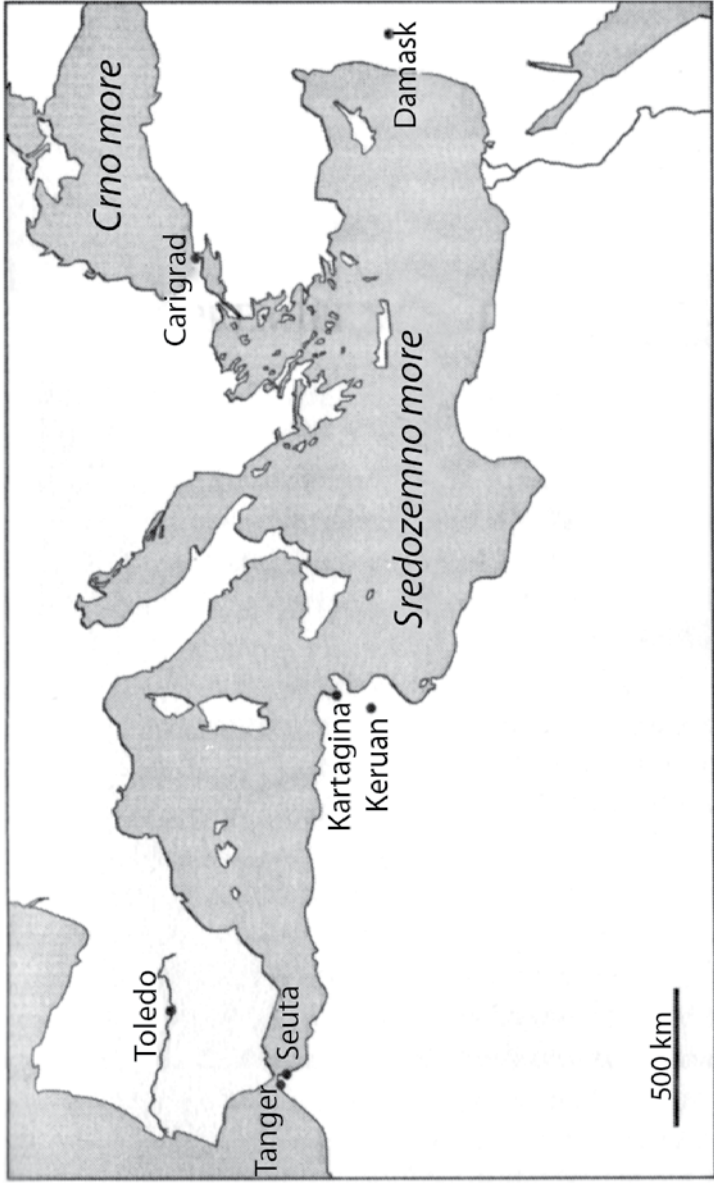 Crno more
Carigrad
Damask
Sredozemno more
Toledo
Tanger
Seuta
Kartagina
Keruan
500 km